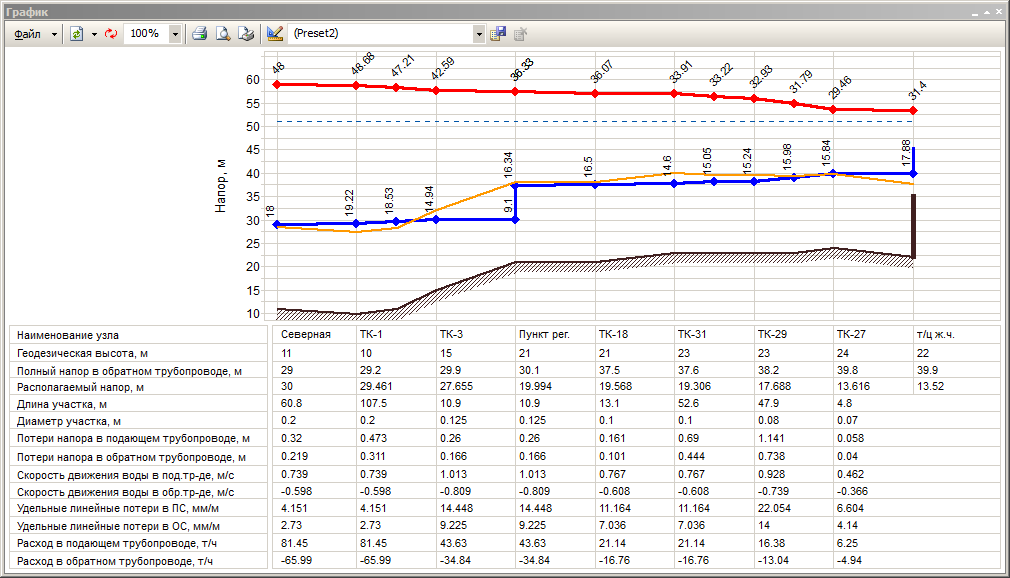 График
Файл 100% (Preset2)
Напор, м
60
55
50
45
40
35
30
25
20
15
10
48 48.68 47.21 42.59 36.33 36.07 33.91 33.22 32.93 31.79 29.46 31.4
18 19.22 18.53 14.94 9.1 16.34 16.5 14.6 15.05 15.24 15.98 15.84 17.88
Наименование узла Северная ТК-1 ТК-3 Пункт рег. ТК-18 ТК-31 ТК-29 ТК-27 т/ц ж.ч.
Геодезическая высота, м 11 10 15 21 21 23 23 24 22
Полный напор в обратном трубопроводе, м 29 29.2 29.9 30.1 37.5 37.6 38.2 39.8 39.9
Располагаемый напор, м 30 29.461 27.655 19.994 19.568 19.306 17.688 13.616 13.52
Длина участка, м 60.8 107.5 10.9 10.9 13.1 52.6 47.9 4.8
Диаметр участка, м 0.2 0.2 0.125 0.125 0.1 0.1 0.08 0.07
Потери напора в подающем трубопроводе, м 0.32 0.473 0.26 0.26 0.161 0.69 1.141 0.058
Потери напора в обратном трубопроводе, м 0.219 0.311 0.166 0.166 0.101 0.444 0.738 0.04
Скорость движения воды в под.тр-де, м/с 0.739 0.739 1.013 1.013 0.767 0.767 0.928 0.462
Скорость движения воды в обр.тр-де, м/с -0.598 -0.598 -0.809 -0.809 -0.608 -0.608 -0.739 -0.366
Удельные линейные потери в ПС, мм/м 4.151 4.151 14.448 14.448 11.164 11.164 22.054 6.604
Удельные линейные потери в ОС, мм/м 2.73 2.73 9.225 9.225 7.036 7.036 14 4.14
Расход в подающем трубопроводе, т/ч 81.45 81.45 43.63 43.63 21.14 21.14 16.38 6.25
Расход в обратном трубопроводе, т/ч -65.99 -65.99 -34.84 -34.84 -16.76 -16.76 -13.04 -4.94